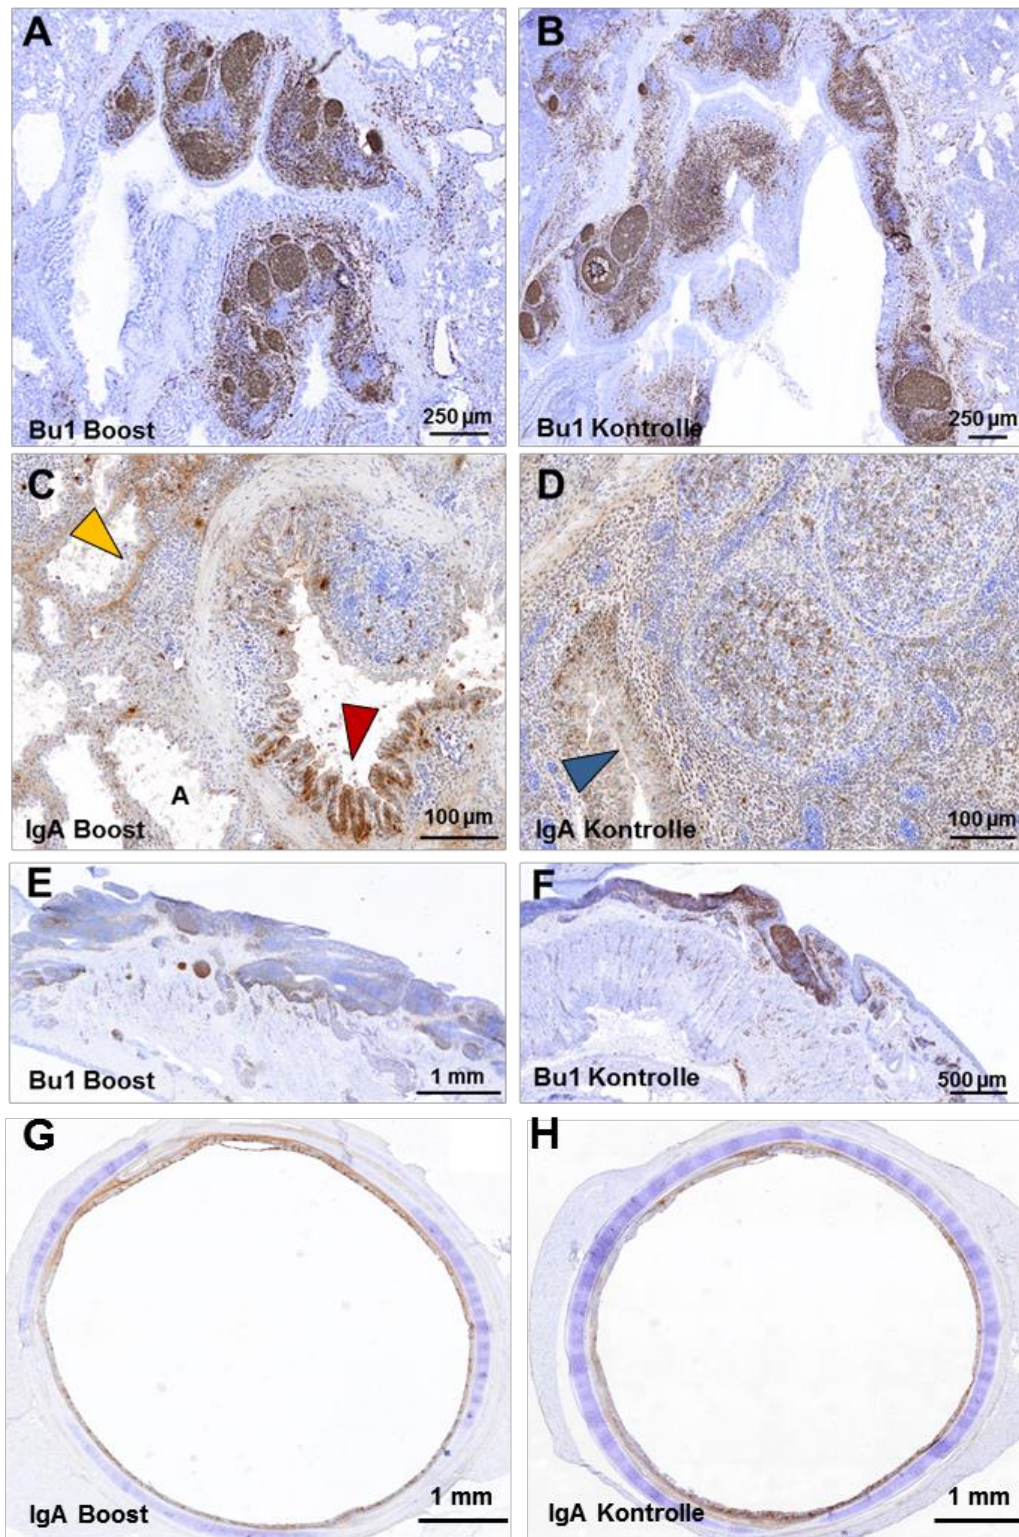 A
Bu1 Boost
250 µm
B
Bu1 Kontrolle
250 µm
C
A
IgA Boost
100 µm
D
IgA Kontrolle
100 µm
E
Bu1 Boost
1 mm
F
Bu1 Kontrolle
500 µm
G
IgA Boost
1 mm
H
IgA Kontrolle
1 mm